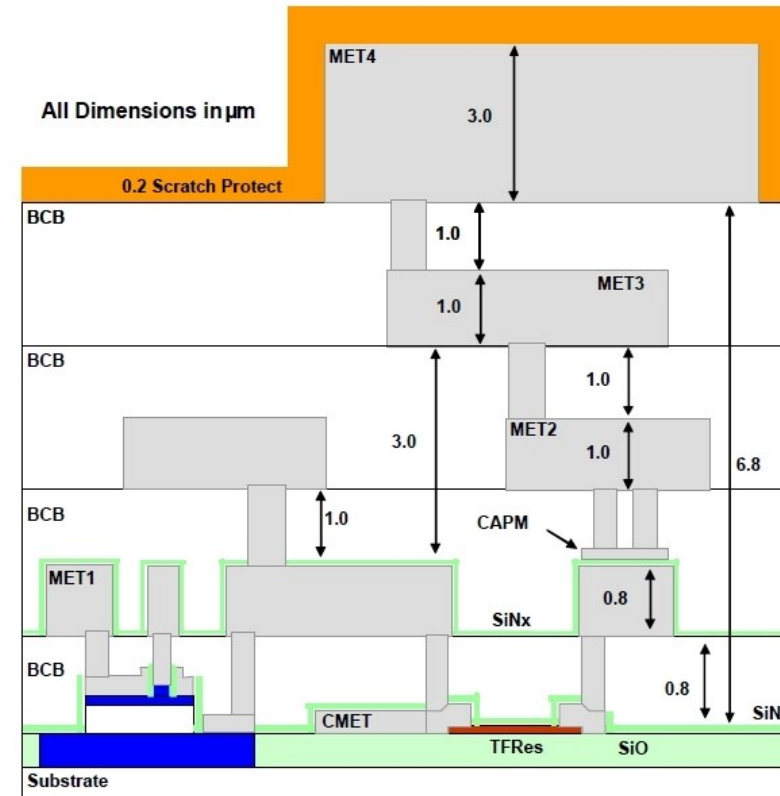 MET4
All Dimensions in µm
3.0
0.2 Scratch Protect
BCB
1.0
MET3
1.0
BCB
1.0
MET2
3.0
1.0
6.8
BCB
1.0
CAPM
MET1
0.8
SiNx
BCB
0.8
SiN
CMET
TFRes
SiO
Substrate